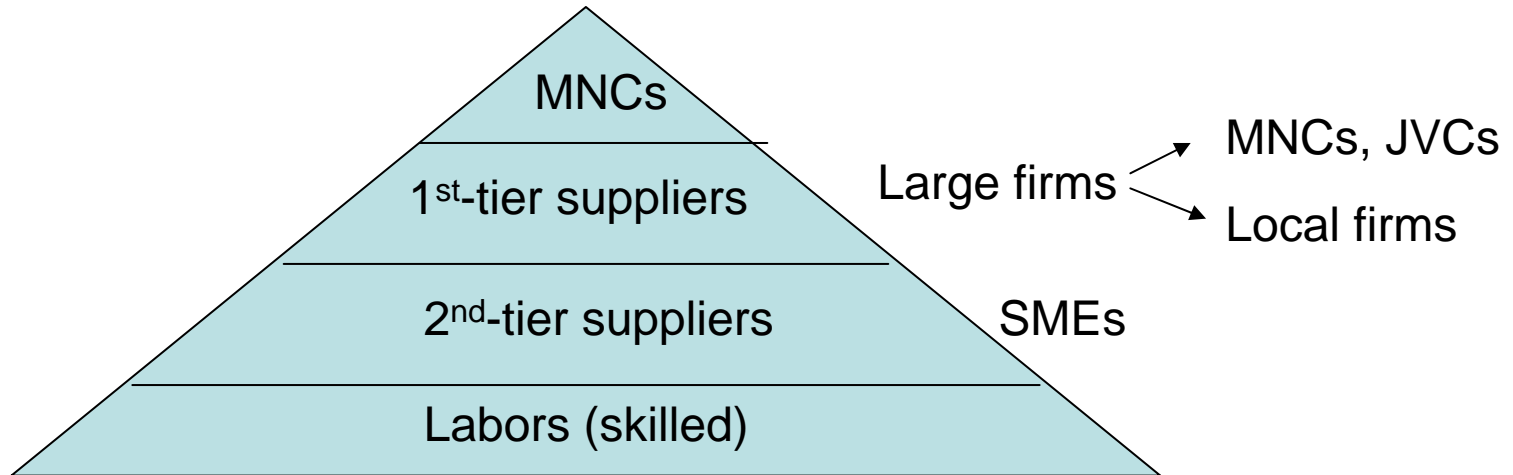 MNCs
1st-tier suppliers
Large firms
MNCs, JVCs
Local firms
2nd-tier suppliers
SMEs
Labors (skilled)